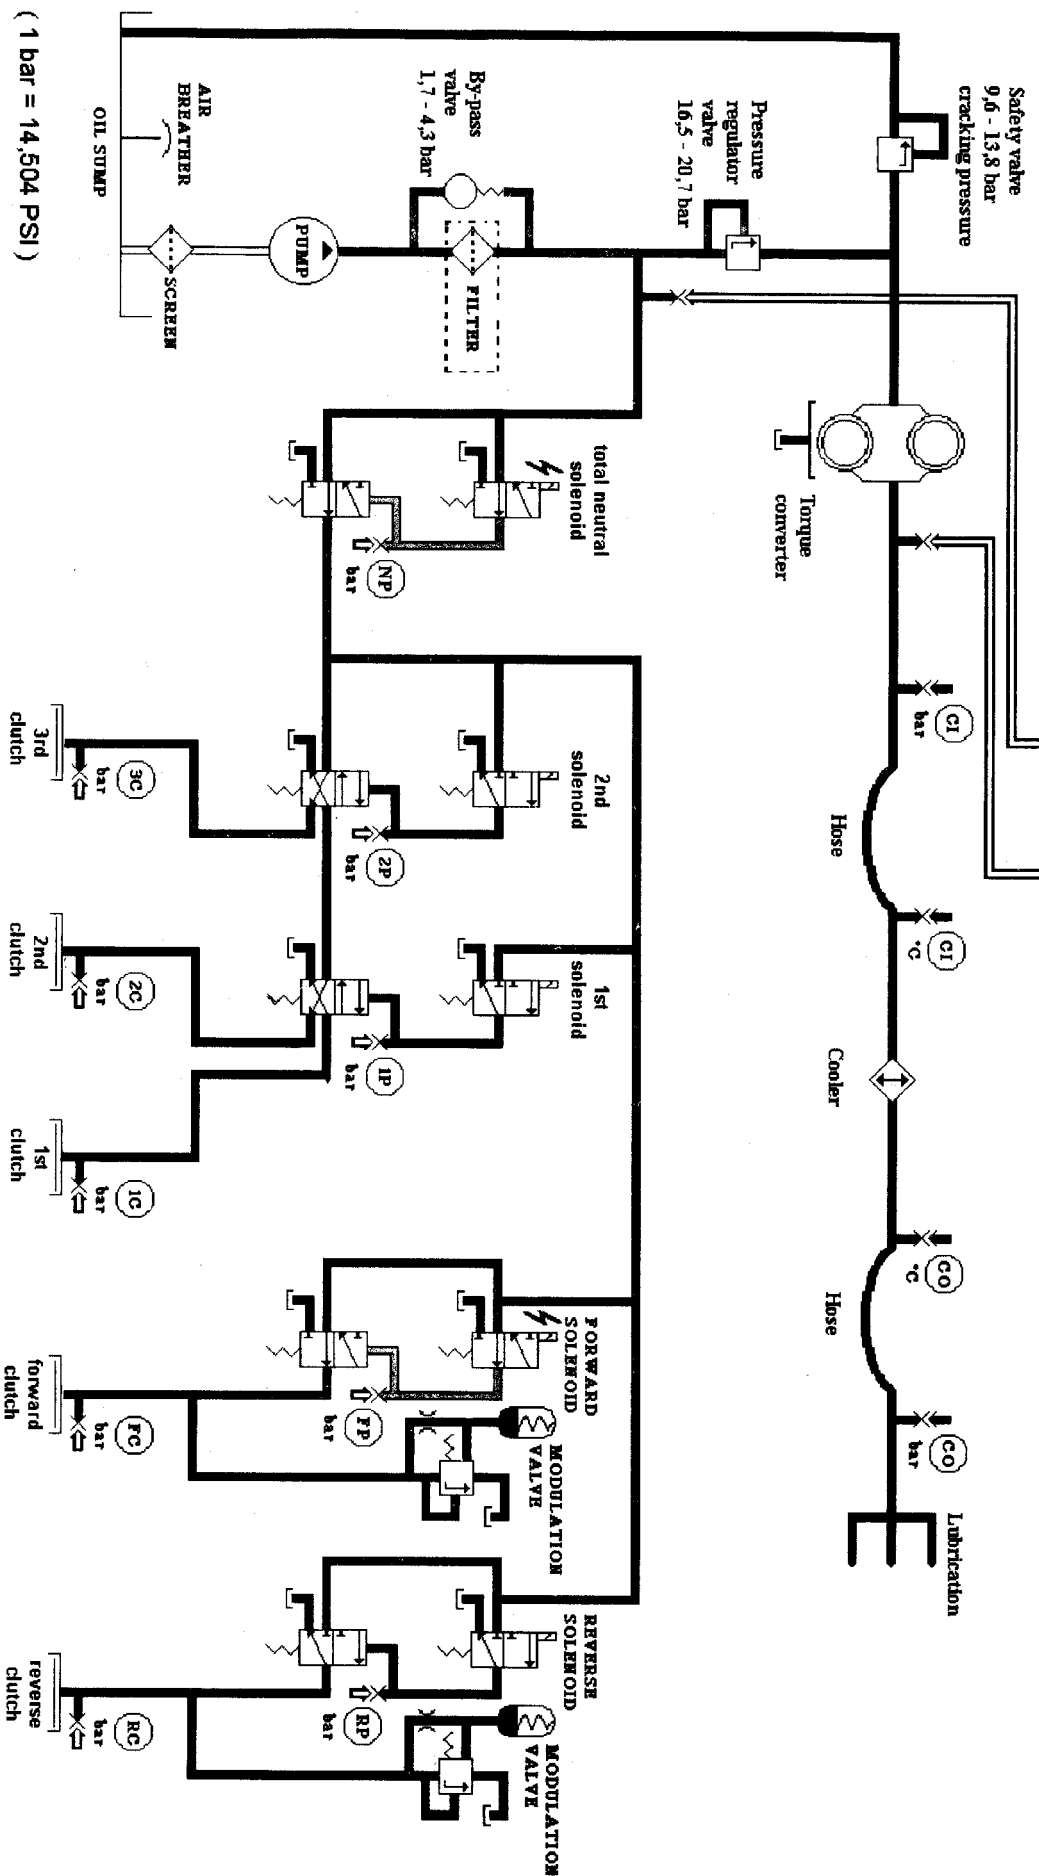 Safety valve
9,6 - 13,8 bar
cracking pressure
Pressure
regulator
valve
16,5 - 20,7 bar
By-pass
valve
1,7 - 4,3 bar
AIR
BREATHER
OIL SUMP
( 1 bar = 14,504 PSI )
SCREEN
PUMP
FILTER
Torque
converter
CI
bar
Hose
CI
°C
Cooler
CO
°C
Hose
CO
bar
Lubrication
total neutral
solenoid
NP
bar
2nd
solenoid
2P
bar
1st
solenoid
1P
bar
FORWARD
SOLENOID
FP
bar
MODULATION
VALVE
REVERSE
SOLENOID
RP
bar
MODULATION
VALVE
3rd
clutch
3C
bar
2nd
clutch
2C
bar
1st
clutch
1C
bar
forward
clutch
FC
bar
reverse
clutch
RC
bar